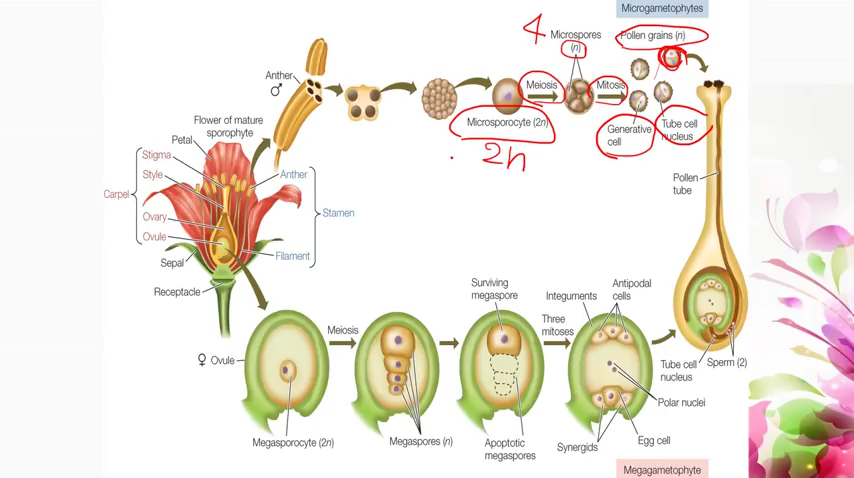 Microgametophytes
4
Microspores
(n)
Pollen grains (n)
Anther
Meiosis
Mitosis
Microsporocyte (2n)
2n
Generative
cell
Tube cell
nucleus
Flower of mature
sporophyte
Petal
Stigma
Style
Carpel
Ovary
Ovule
Sepal
Receptacle
Anther
Stamen
Filament
Pollen
tube
♂
♀ Ovule
Meiosis
Megasporocyte (2n)
Megaspores (n)
Surviving
megaspore
Apoptotic
megaspores
Three
mitoses
Integuments
Antipodal
cells
Polar nuclei
Egg cell
Synergids
Tube cell
nucleus
Sperm (2)
Megagametophyte